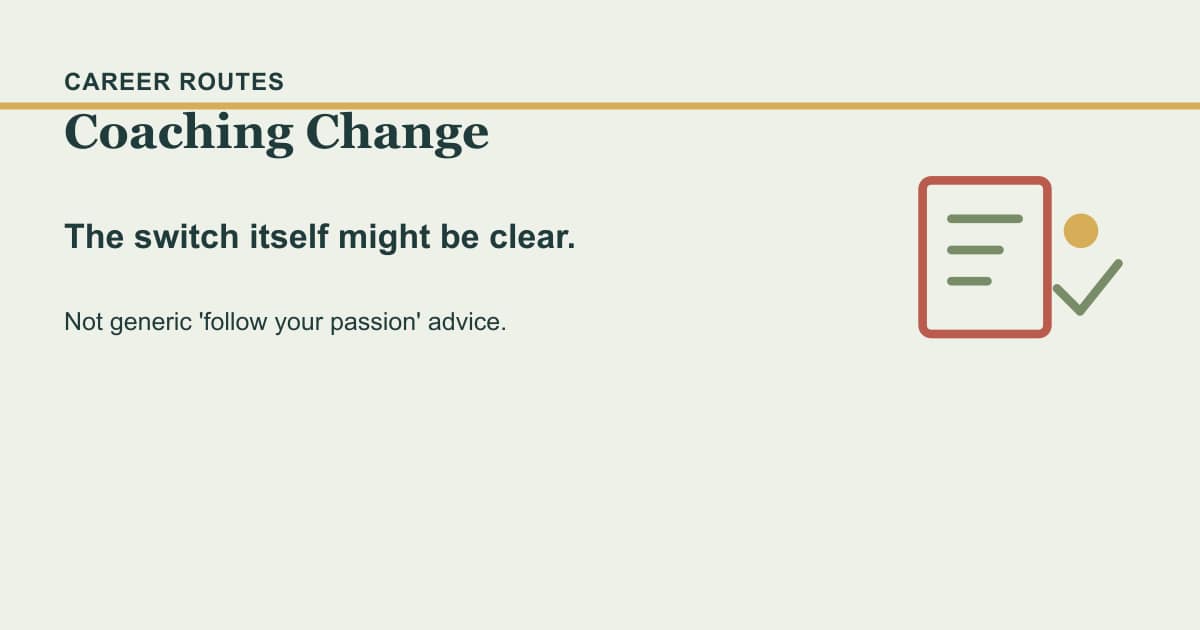 CAREER ROUTES
Coaching Change
The switch itself might be clear.
Not generic 'follow your passion' advice.